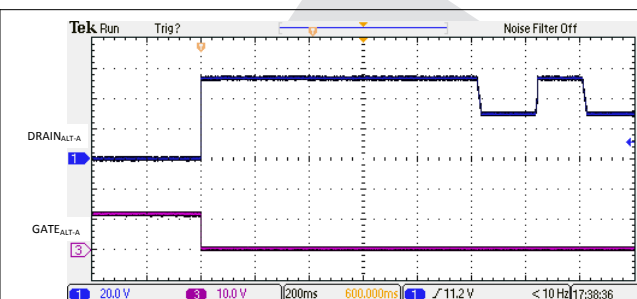 Tek Run Trig? Noise Filter Off
T
DRAINALT-A
1
GATEALT-A
3
1 20.0 V 3 10.0 V 200ms 600.000ms 1 / 11.2 V < 10 Hz 17:38:36